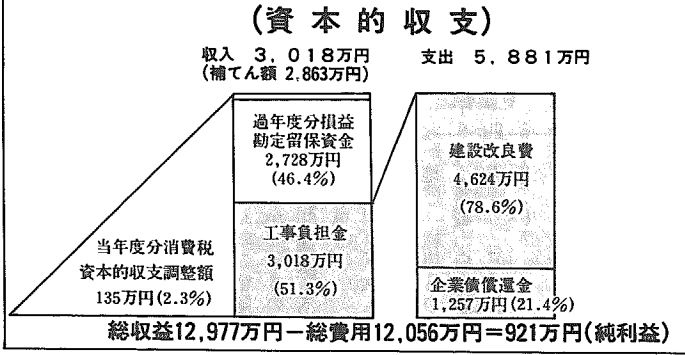 (資本的収支)
収入 3,018万円
(補てん額 2,863万円)
支出 5,881万円
過年度分損益
勘定留保資金
2,728万円
(46.4%)
建設改良費
4,624万円
(78.6%)
当年度分消費税
資本的収支調整額
135万円(2.3%)
工事負担金
3,018万円
(51.3%)
企業債償還金
1,257万円(21.4%)
総収益12,977万円-総費用12,056万円=921万円(純利益)